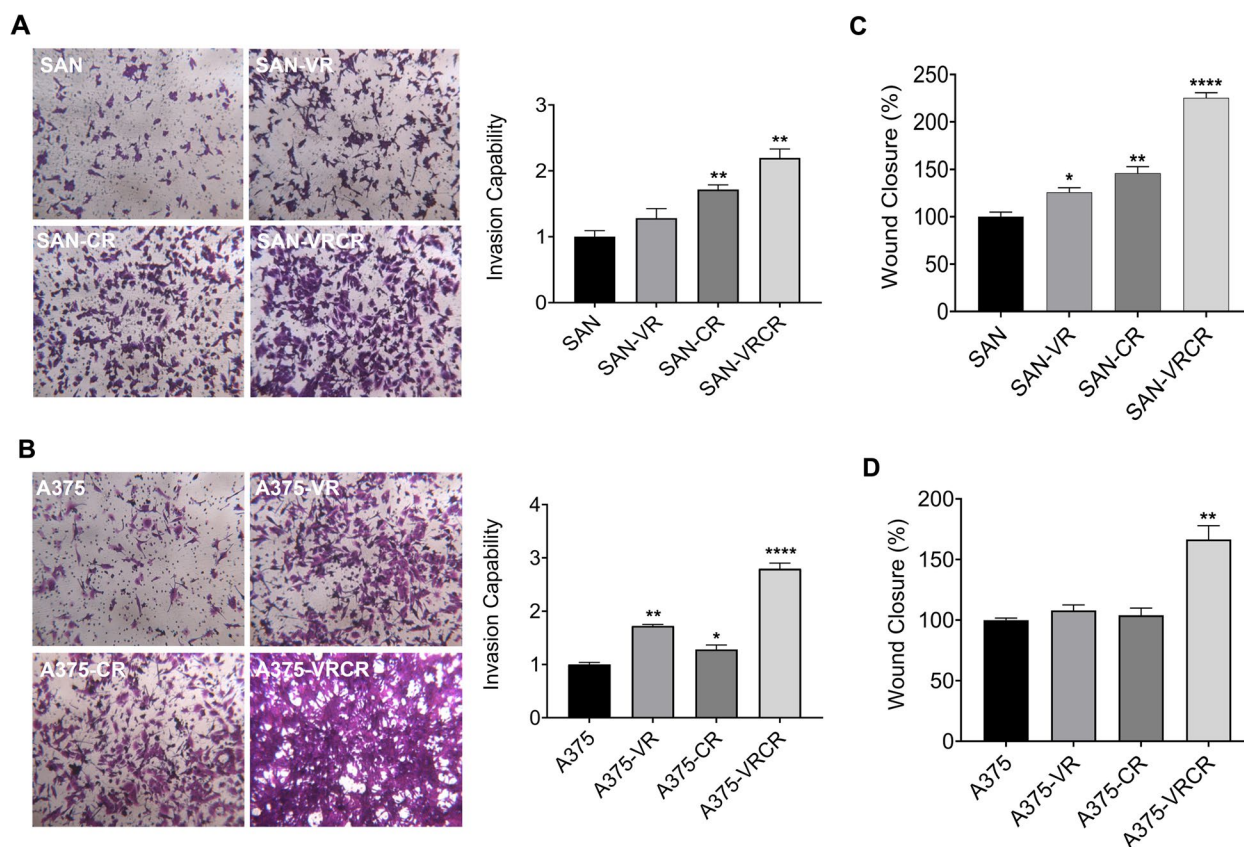 A
SAN
SAN-VR
SAN-CR
SAN-VRCR
Invasion Capability
3
2
1
0
**
**
SAN
SAN-VR
SAN-CR
SAN-VRCR
C
Wound Closure (%)
250
200
150
100
50
0
*
**
****
SAN
SAN-VR
SAN-CR
SAN-VRCR
B
A375
A375-VR
A375-CR
A375-VRCR
Invasion Capability
4
3
2
1
0
**
*
****
A375
A375-VR
A375-CR
A375-VRCR
D
Wound Closure (%)
200
150
100
50
0
**
A375
A375-VR
A375-CR
A375-VRCR